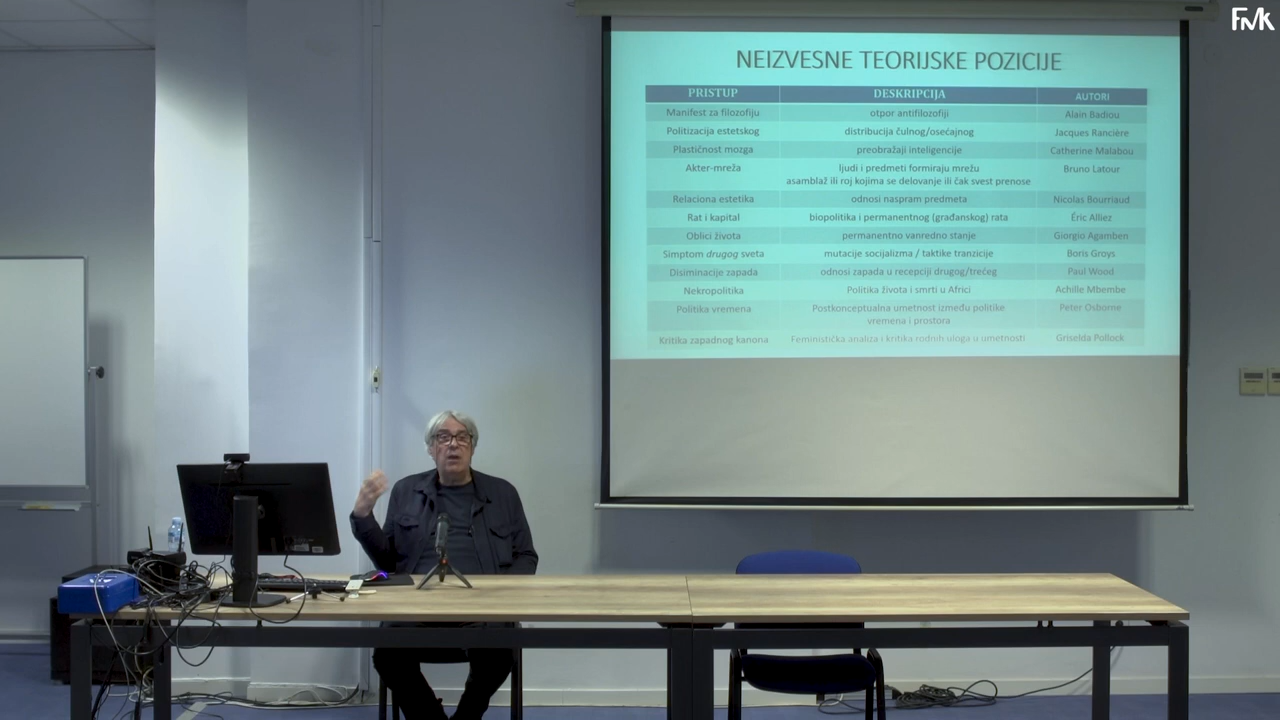 FMK
NEIZVESNE TEORIJSKE POZICIJE
PRISTUP DESKRIPCIJA AUTORI
Manifest za filozofiju otpor antifilozofiji Alain Badiou
Politizacija estetskog distribucija čulnog/osećajnog Jacques Rancière
Plastičnost mozga preobražaji inteligencije Catherine Malabou
Akter-mreža ljudi i predmeti formiraju mrežu Bruno Latour
asamblaž ili roj kojima se delovanje ili čak svest prenose
Relaciona estetika odnosi naspram predmeta Nicolas Bourriaud
Rat i kapital biopolitika i permanentnog (građanskog) rata Éric Alliez
Oblici života permanentno vanredno stanje Giorgio Agamben
Simptom drugog sveta mutacije socijalizma / taktike tranzicije Boris Groys
Disiminacije zapada odnosi zapada u recepciji drugog/trećeg Paul Wood
Nekropolitika Politika života i smrti u Africi Achille Mbembe
Politika vremena Postkonceptualna umetnost između politike Peter Osborne
vremena i prostora
Kritika zapadnog kanona Feministička analiza i kritika rodnih uloga u umetnosti Griselda Pollock